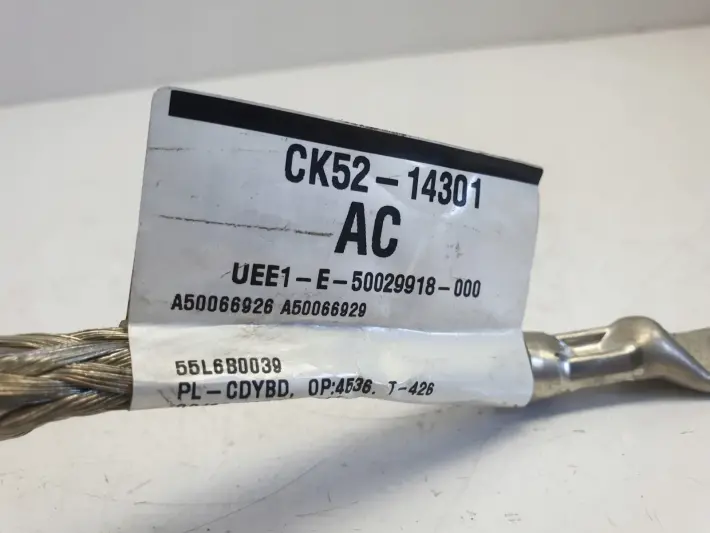 CK52-14301
AC
UEE1-E-50029918-000
A50066926 A50066929
55L6B0039
PL-CDYBD, OP:4536. T-426